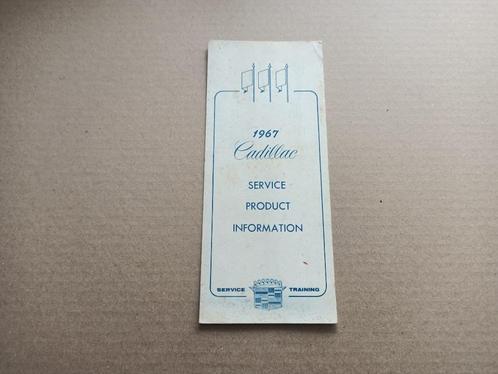 1967
Cadillac
SERVICE
PRODUCT
INFORMATION
SERVICE TRAINING